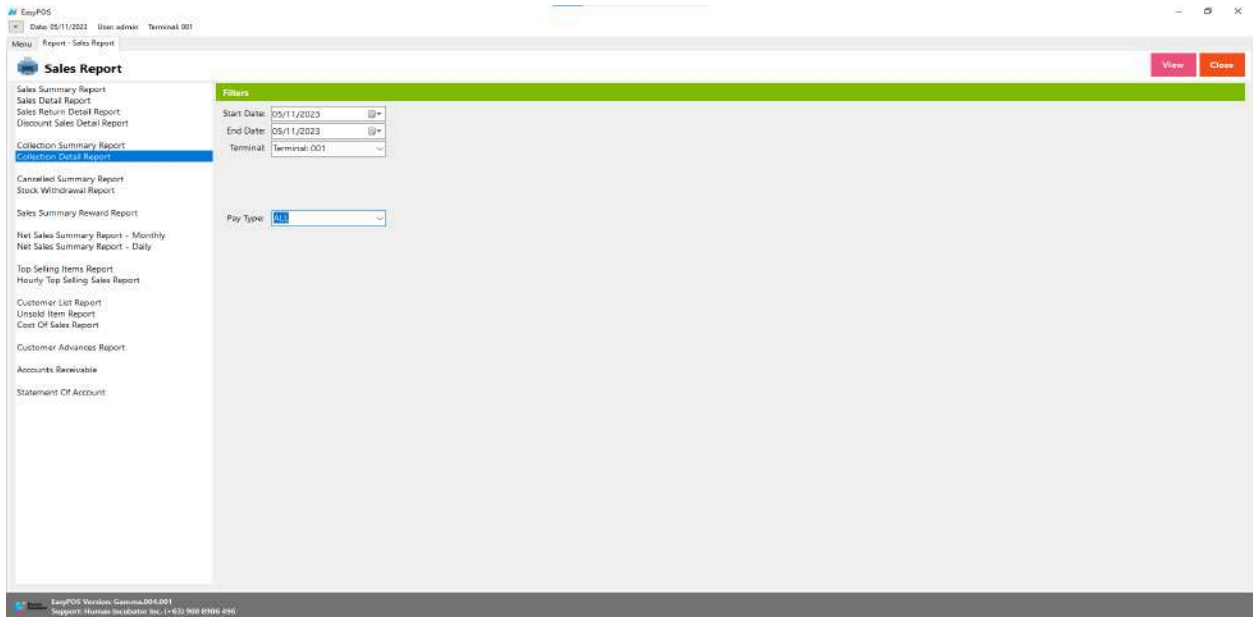 EasyPOS
Date: 05/11/2023 User: admin Terminal: 001
Menu Report - Sales Report
Sales Report
View Close
Sales Summary Report
Sales Detail Report
Sales Return Detail Report
Discount Sales Detail Report
Collection Summary Report
Collection Detail Report
Cancelled Summary Report
Stock Withdrawal Report
Sales Summary Reward Report
Net Sales Summary Report - Monthly
Net Sales Summary Report - Daily
Top Selling Items Report
Hourly Top Selling Sales Report
Customer List Report
Unsold Item Report
Cost Of Sales Report
Customer Advances Report
Accounts Receivable
Statement Of Account
Filters
Start Date: 05/11/2023
End Date: 05/11/2023
Terminal: Terminal: 001
Pay Type: ALL
EasyPOS Version: Gamma.004.001
Support: Human Incubator Inc. (+63) 908 8906 496